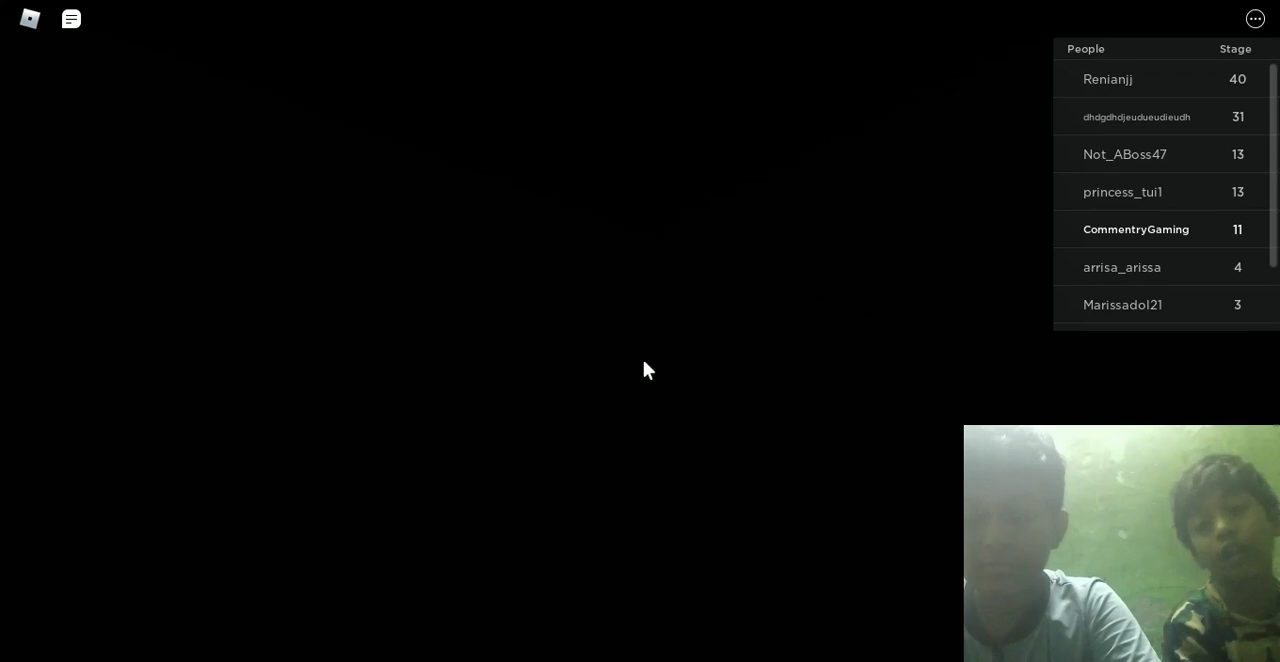 People Stage
Renianjj 40
dhdgdhdjeudueudieudh 31
Not_ABoss47 13
princess_tui1 13
CommentryGaming 11
arrisa_arissa 4
Marissadol21 3